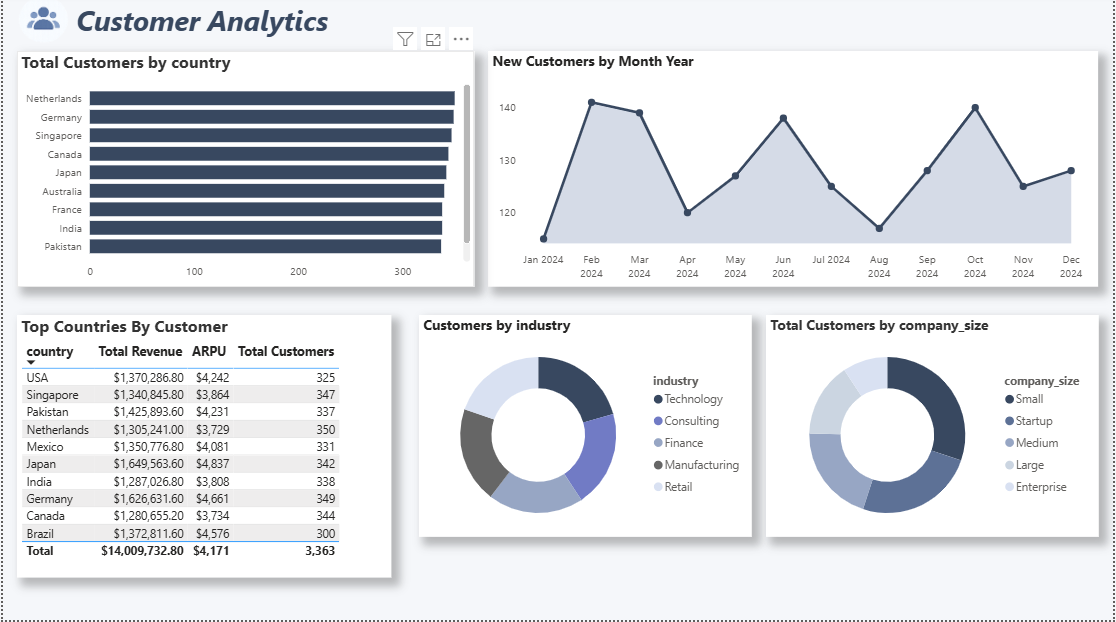 Customer Analytics
Total Customers by country
Netherlands
Germany
Singapore
Canada
Japan
Australia
France
India
Pakistan
0 100 200 300
New Customers by Month Year
140
130
120
Jan 2024 Feb 2024 Mar 2024 Apr 2024 May 2024 Jun 2024 Jul 2024 Aug 2024 Sep 2024 Oct 2024 Nov 2024 Dec 2024
Top Countries By Customer
country Total Revenue ARPU Total Customers
USA $1,370,286.80 $4,242 325
Singapore $1,340,845.80 $3,864 347
Pakistan $1,425,893.60 $4,231 337
Netherlands $1,305,241.00 $3,729 350
Mexico $1,350,776.80 $4,081 331
Japan $1,649,563.60 $4,837 342
India $1,287,026.80 $3,808 338
Germany $1,626,631.60 $4,661 349
Canada $1,280,655.20 $3,734 344
Brazil $1,372,811.60 $4,576 300
Total $14,009,732.80 $4,171 3,363
Customers by industry
industry
Technology
Consulting
Finance
Manufacturing
Retail
Total Customers by company_size
company_size
Small
Startup
Medium
Large
Enterprise